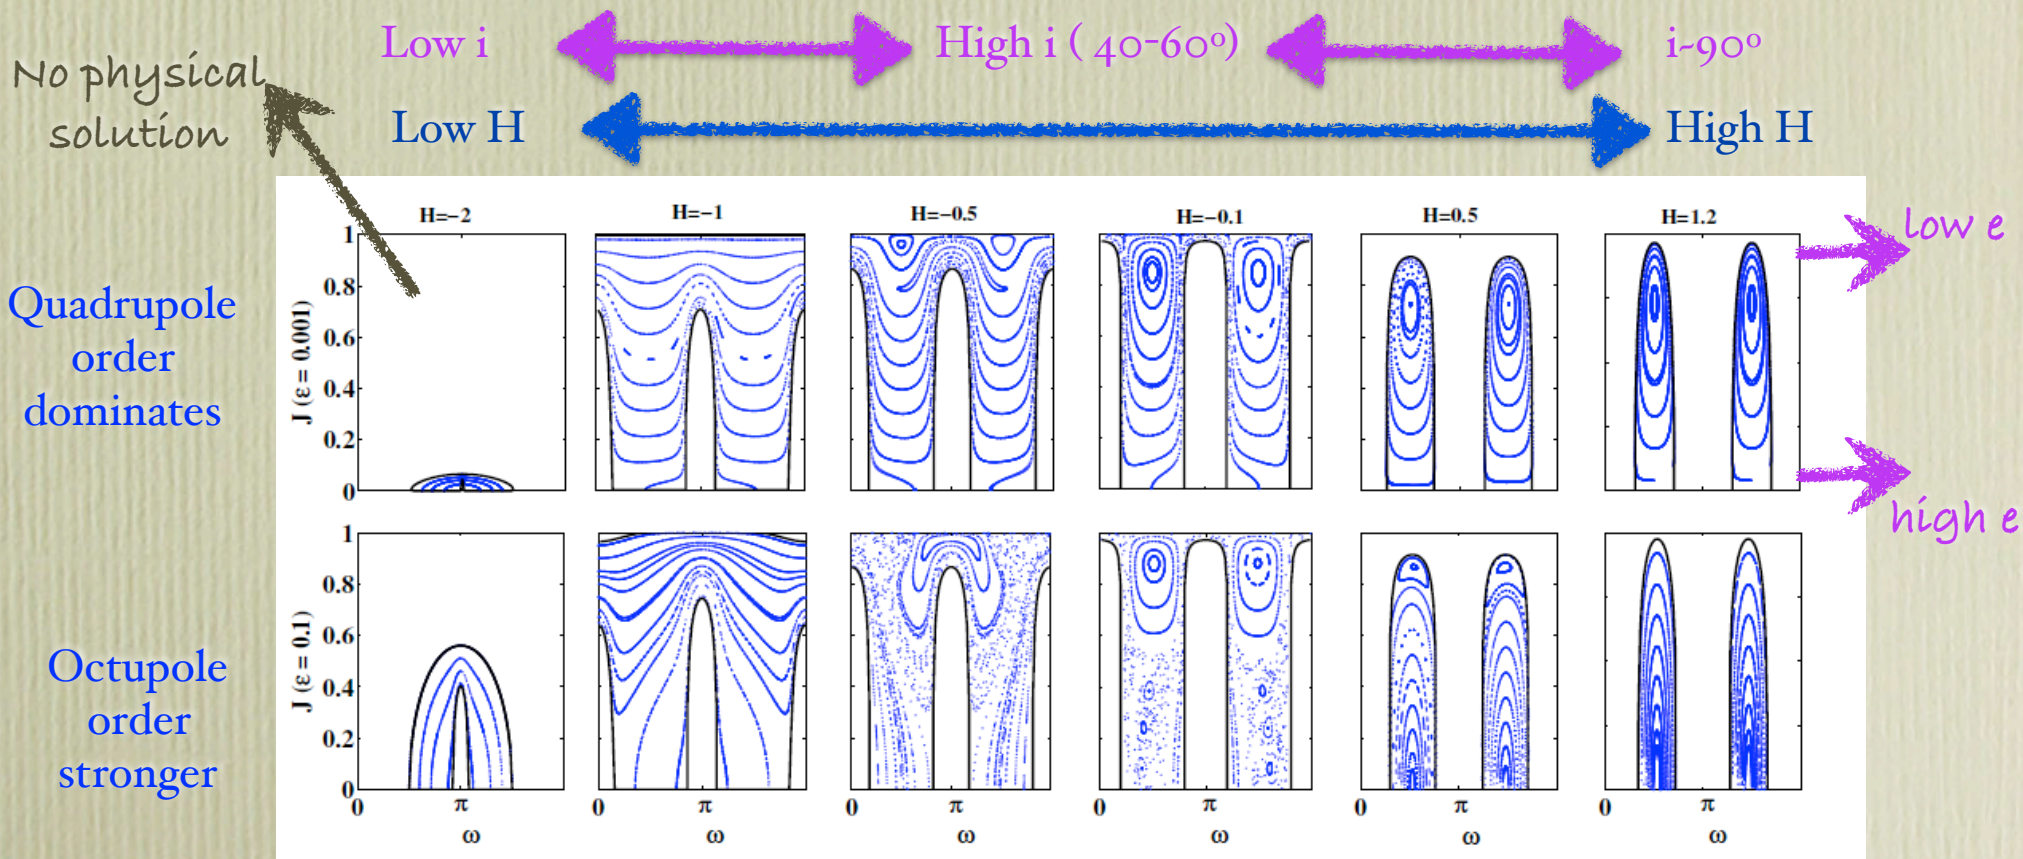 Low i
High i ( 40-60º)
i~90º
No physical
solution
Low H
High H
H=−2
H=−1
H=−0.5
H=−0.1
H=0.5
H=1.2
low e
high e
Quadrupole
order
dominates
J (ε = 0.001)
1
0.8
0.6
0.4
0.2
0
Octupole
order
stronger
J (ε = 0.1)
1
0.8
0.6
0.4
0.2
0
0 π
0 π
0 π
0 π
0 π
0 π
ω
ω
ω
ω
ω
ω